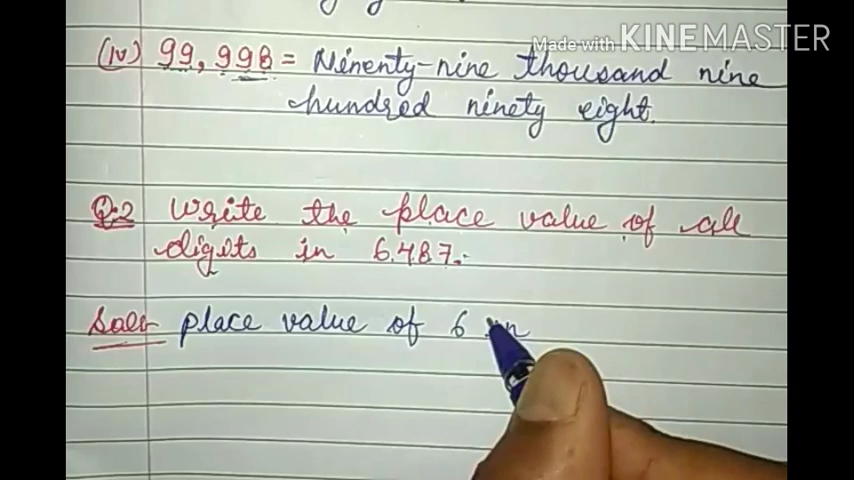 Made with KINEMASTER
(iv) 99,998 = Ninenty-nine thousand nine
hundred ninety eight.
Q.2 Write the place value of all
digits in 6,487.
Sol: place value of 6 in